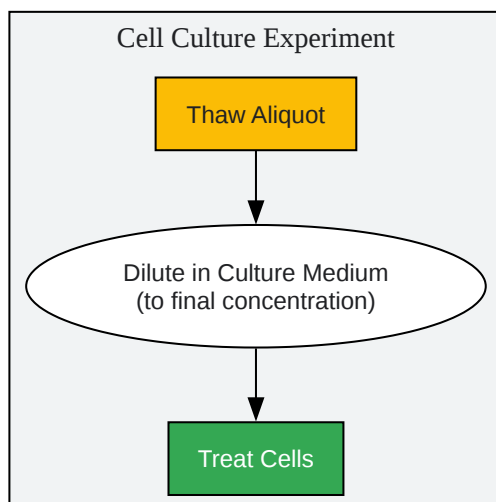 Cell Culture Experiment
Thaw Aliquot
Dilute in Culture Medium
(to final concentration)
Treat Cells